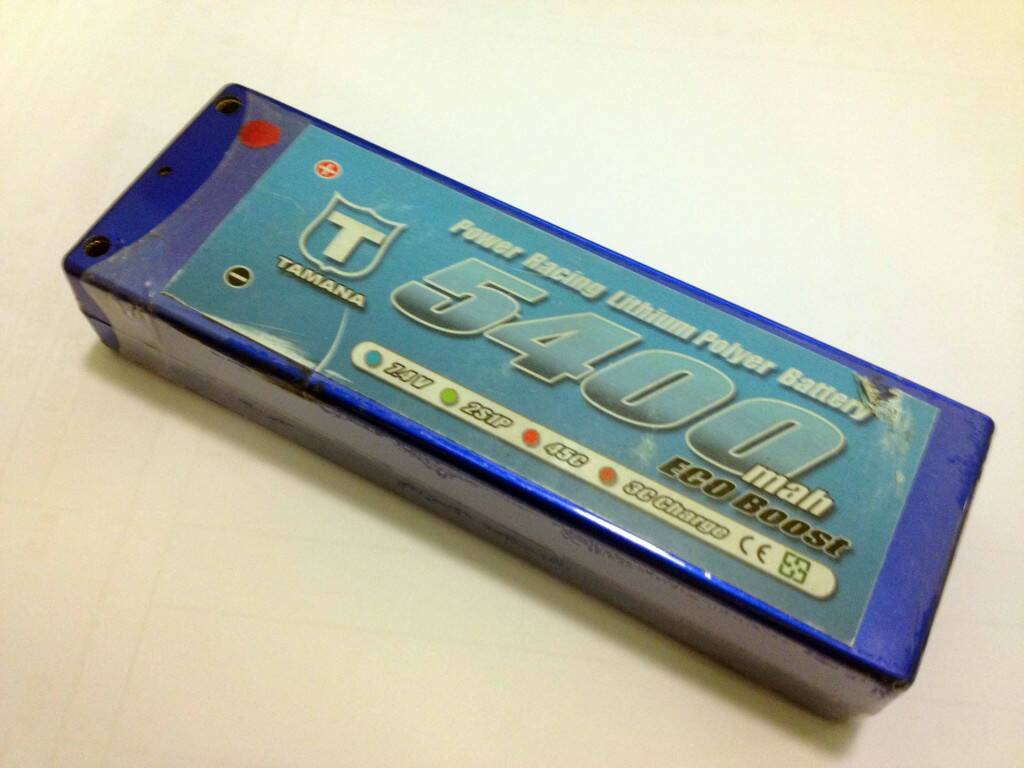 T
TAMANA
Power Racing Lithium Polyer Battery
5400
mah
ECO Boost
7.4V 2S1P 45C 3C Charge CE